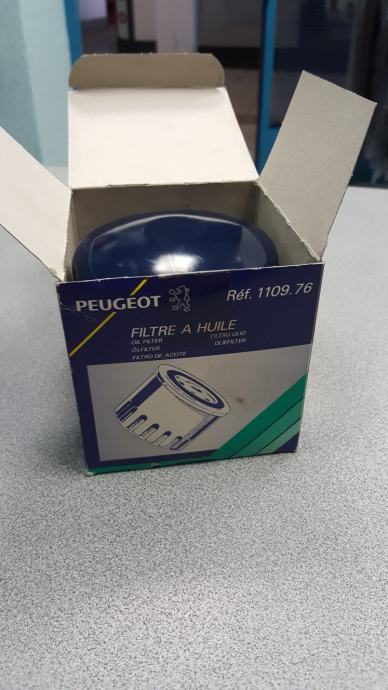 PEUGEOT
Réf. 1109.76
FILTRE A HUILE
OIL FILTER FILTRO OLIO
ÖLFILTER OLIEFILTER
FILTRO DE ACEITE